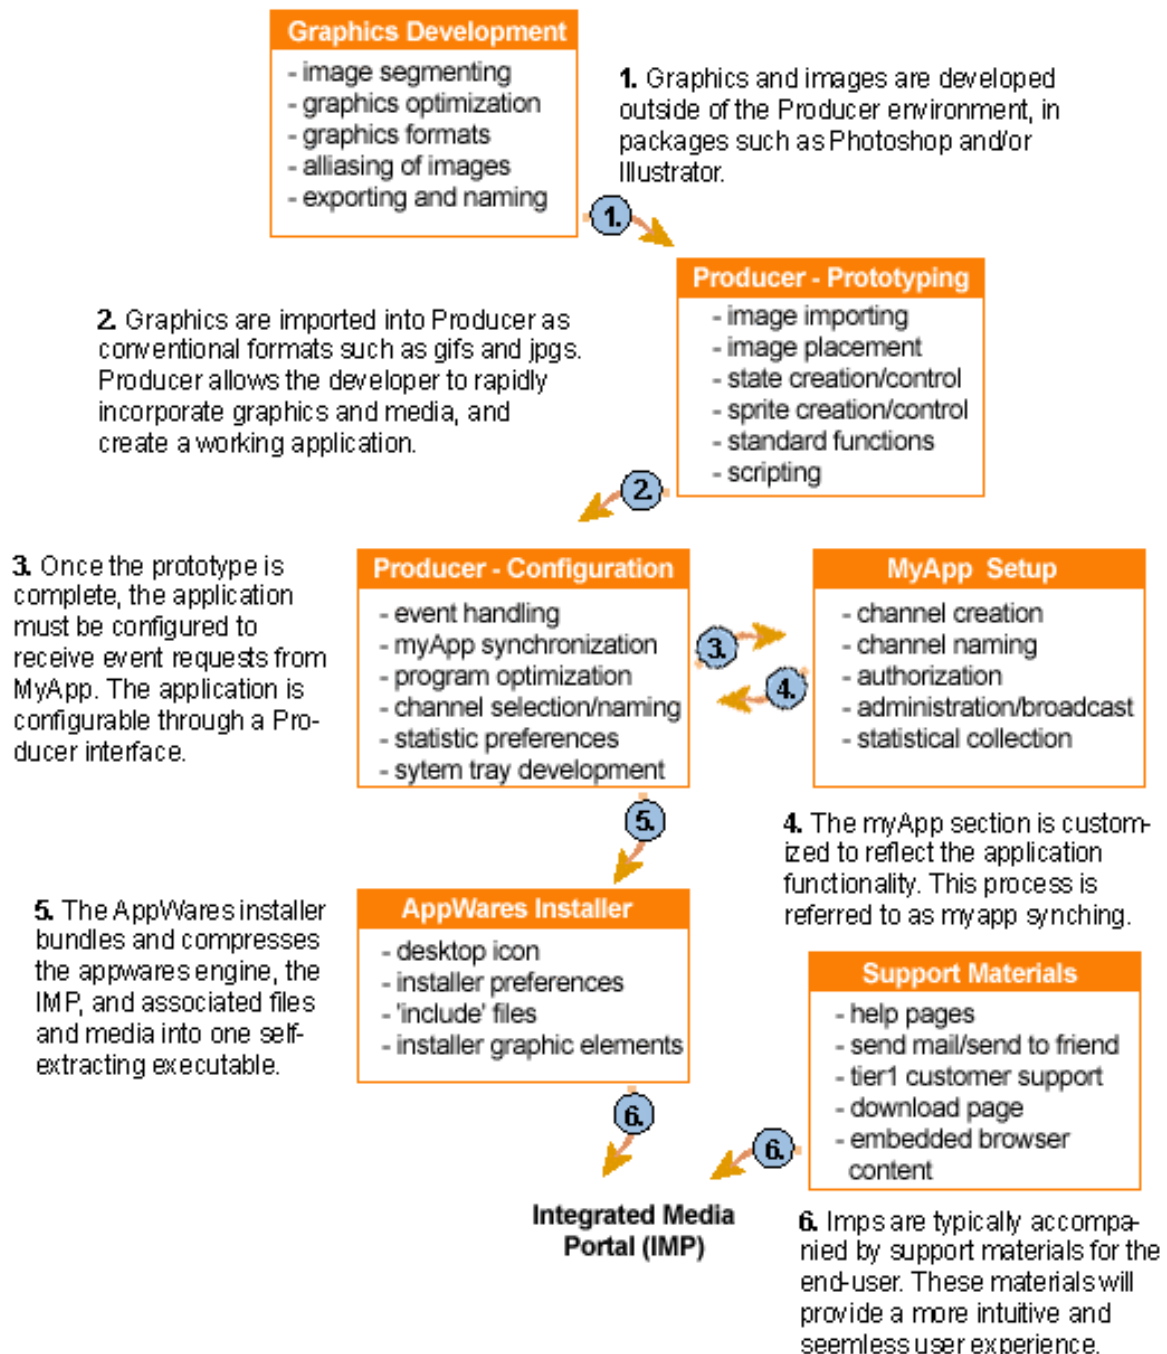 Graphics Development
- image segmenting
- graphics optimization
- graphics formats
- alliasing of images
- exporting and naming
1. Graphics and images are developed
outside of the Producer environment, in
packages such as Photoshop and/or
Illustrator.
1.
Producer - Prototyping
- image importing
- image placement
- state creation/control
- sprite creation/control
- standard functions
- scripting
2. Graphics are imported into Producer as
conventional formats such as gifs and jpgs.
Producer allows the developer to rapidly
incorporate graphics and media, and
create a working application.
2.
3. Once the prototype is
complete, the application
must be configured to
receive event requests from
MyApp. The application is
configurable through a Pro-
ducer interface.
Producer - Configuration
- event handling
- myApp synchronization
- program optimization
- channel selection/naming
- statistic preferences
- sytem tray development
3.
4.
MyApp Setup
- channel creation
- channel naming
- authorization
- administration/broadcast
- statistical collection
5.
4. The myApp section is custom-
ized to reflect the application
functionality. This process is
referred to as myapp synching.
5. The AppWares installer
bundles and compresses
the appwares engine, the
IMP, and associated files
and media into one self-
extracting executable.
AppWares Installer
- desktop icon
- installer preferences
- 'include' files
- installer graphic elements
Support Materials
- help pages
- send mail/send to friend
- tier1 customer support
- download page
- embedded browser
content
6.
6.
Integrated Media
Portal (IMP)
6. Imps are typically accompa-
nied by support materials for the
end-user. These materials will
provide a more intuitive and
seemless user experience.